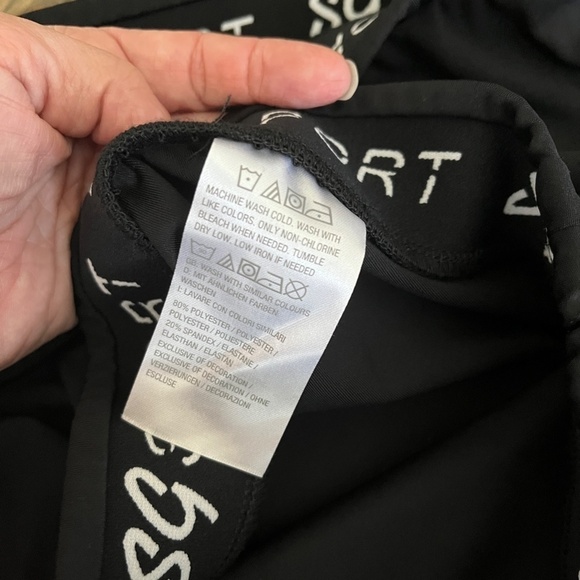 SG
ORT
MACHINE WASH COLD. WASH WITH
LIKE COLORS. ONLY NON-CHLORINE
BLEACH WHEN NEEDED. TUMBLE
DRY LOW. LOW IRON IF NEEDED
GB: WASH WITH SIMILAR COLOURS
D: MIT ÄHNLICHEN FARBEN
WASCHEN
I: LAVARE CON COLORI SIMILARI
80% POLYESTER / POLYESTER /
POLYESTER / POLIESTERE
20% SPANDEX / ELASTANE /
ELASTHAN / ELASTAN
EXCLUSIVE OF DECORATION /
EXCLUSIVE OF DECORATION / OHNE
VERZIERUNGEN / DECORAZIONI
ESCLUSE